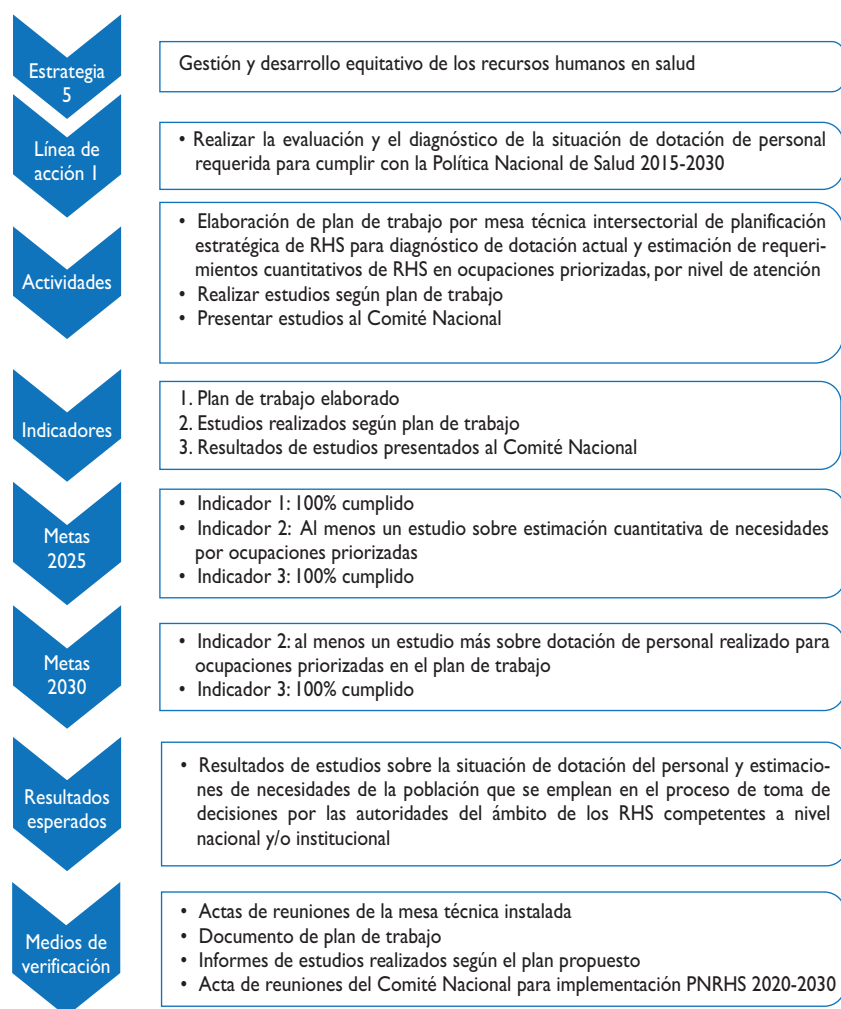 Estrategia
5
Gestión y desarrollo equitativo de los recursos humanos en salud
Línea de
acción 1
• Realizar la evaluación y el diagnóstico de la situación de dotación de personal
requerida para cumplir con la Política Nacional de Salud 2015-2030
Actividades
• Elaboración de plan de trabajo por mesa técnica intersectorial de planificación
estratégica de RHS para diagnóstico de dotación actual y estimación de requeri-
mientos cuantitativos de RHS en ocupaciones priorizadas, por nivel de atención
• Realizar estudios según plan de trabajo
• Presentar estudios al Comité Nacional
Indicadores
1. Plan de trabajo elaborado
2. Estudios realizados según plan de trabajo
3. Resultados de estudios presentados al Comité Nacional
Metas
2025
• Indicador 1: 100% cumplido
• Indicador 2: Al menos un estudio sobre estimación cuantitativa de necesidades
por ocupaciones priorizadas
• Indicador 3: 100% cumplido
Metas
2030
• Indicador 2: al menos un estudio más sobre dotación de personal realizado para
ocupaciones priorizadas en el plan de trabajo
• Indicador 3: 100% cumplido
Resultados
esperados
• Resultados de estudios sobre la situación de dotación del personal y estimacio-
nes de necesidades de la población que se emplean en el proceso de toma de
decisiones por las autoridades del ámbito de los RHS competentes a nivel
nacional y/o institucional
Medios de
verificación
• Actas de reuniones de la mesa técnica instalada
• Documento de plan de trabajo
• Informes de estudios realizados según el plan propuesto
• Acta de reuniones del Comité Nacional para implementación PNRHS 2020-2030